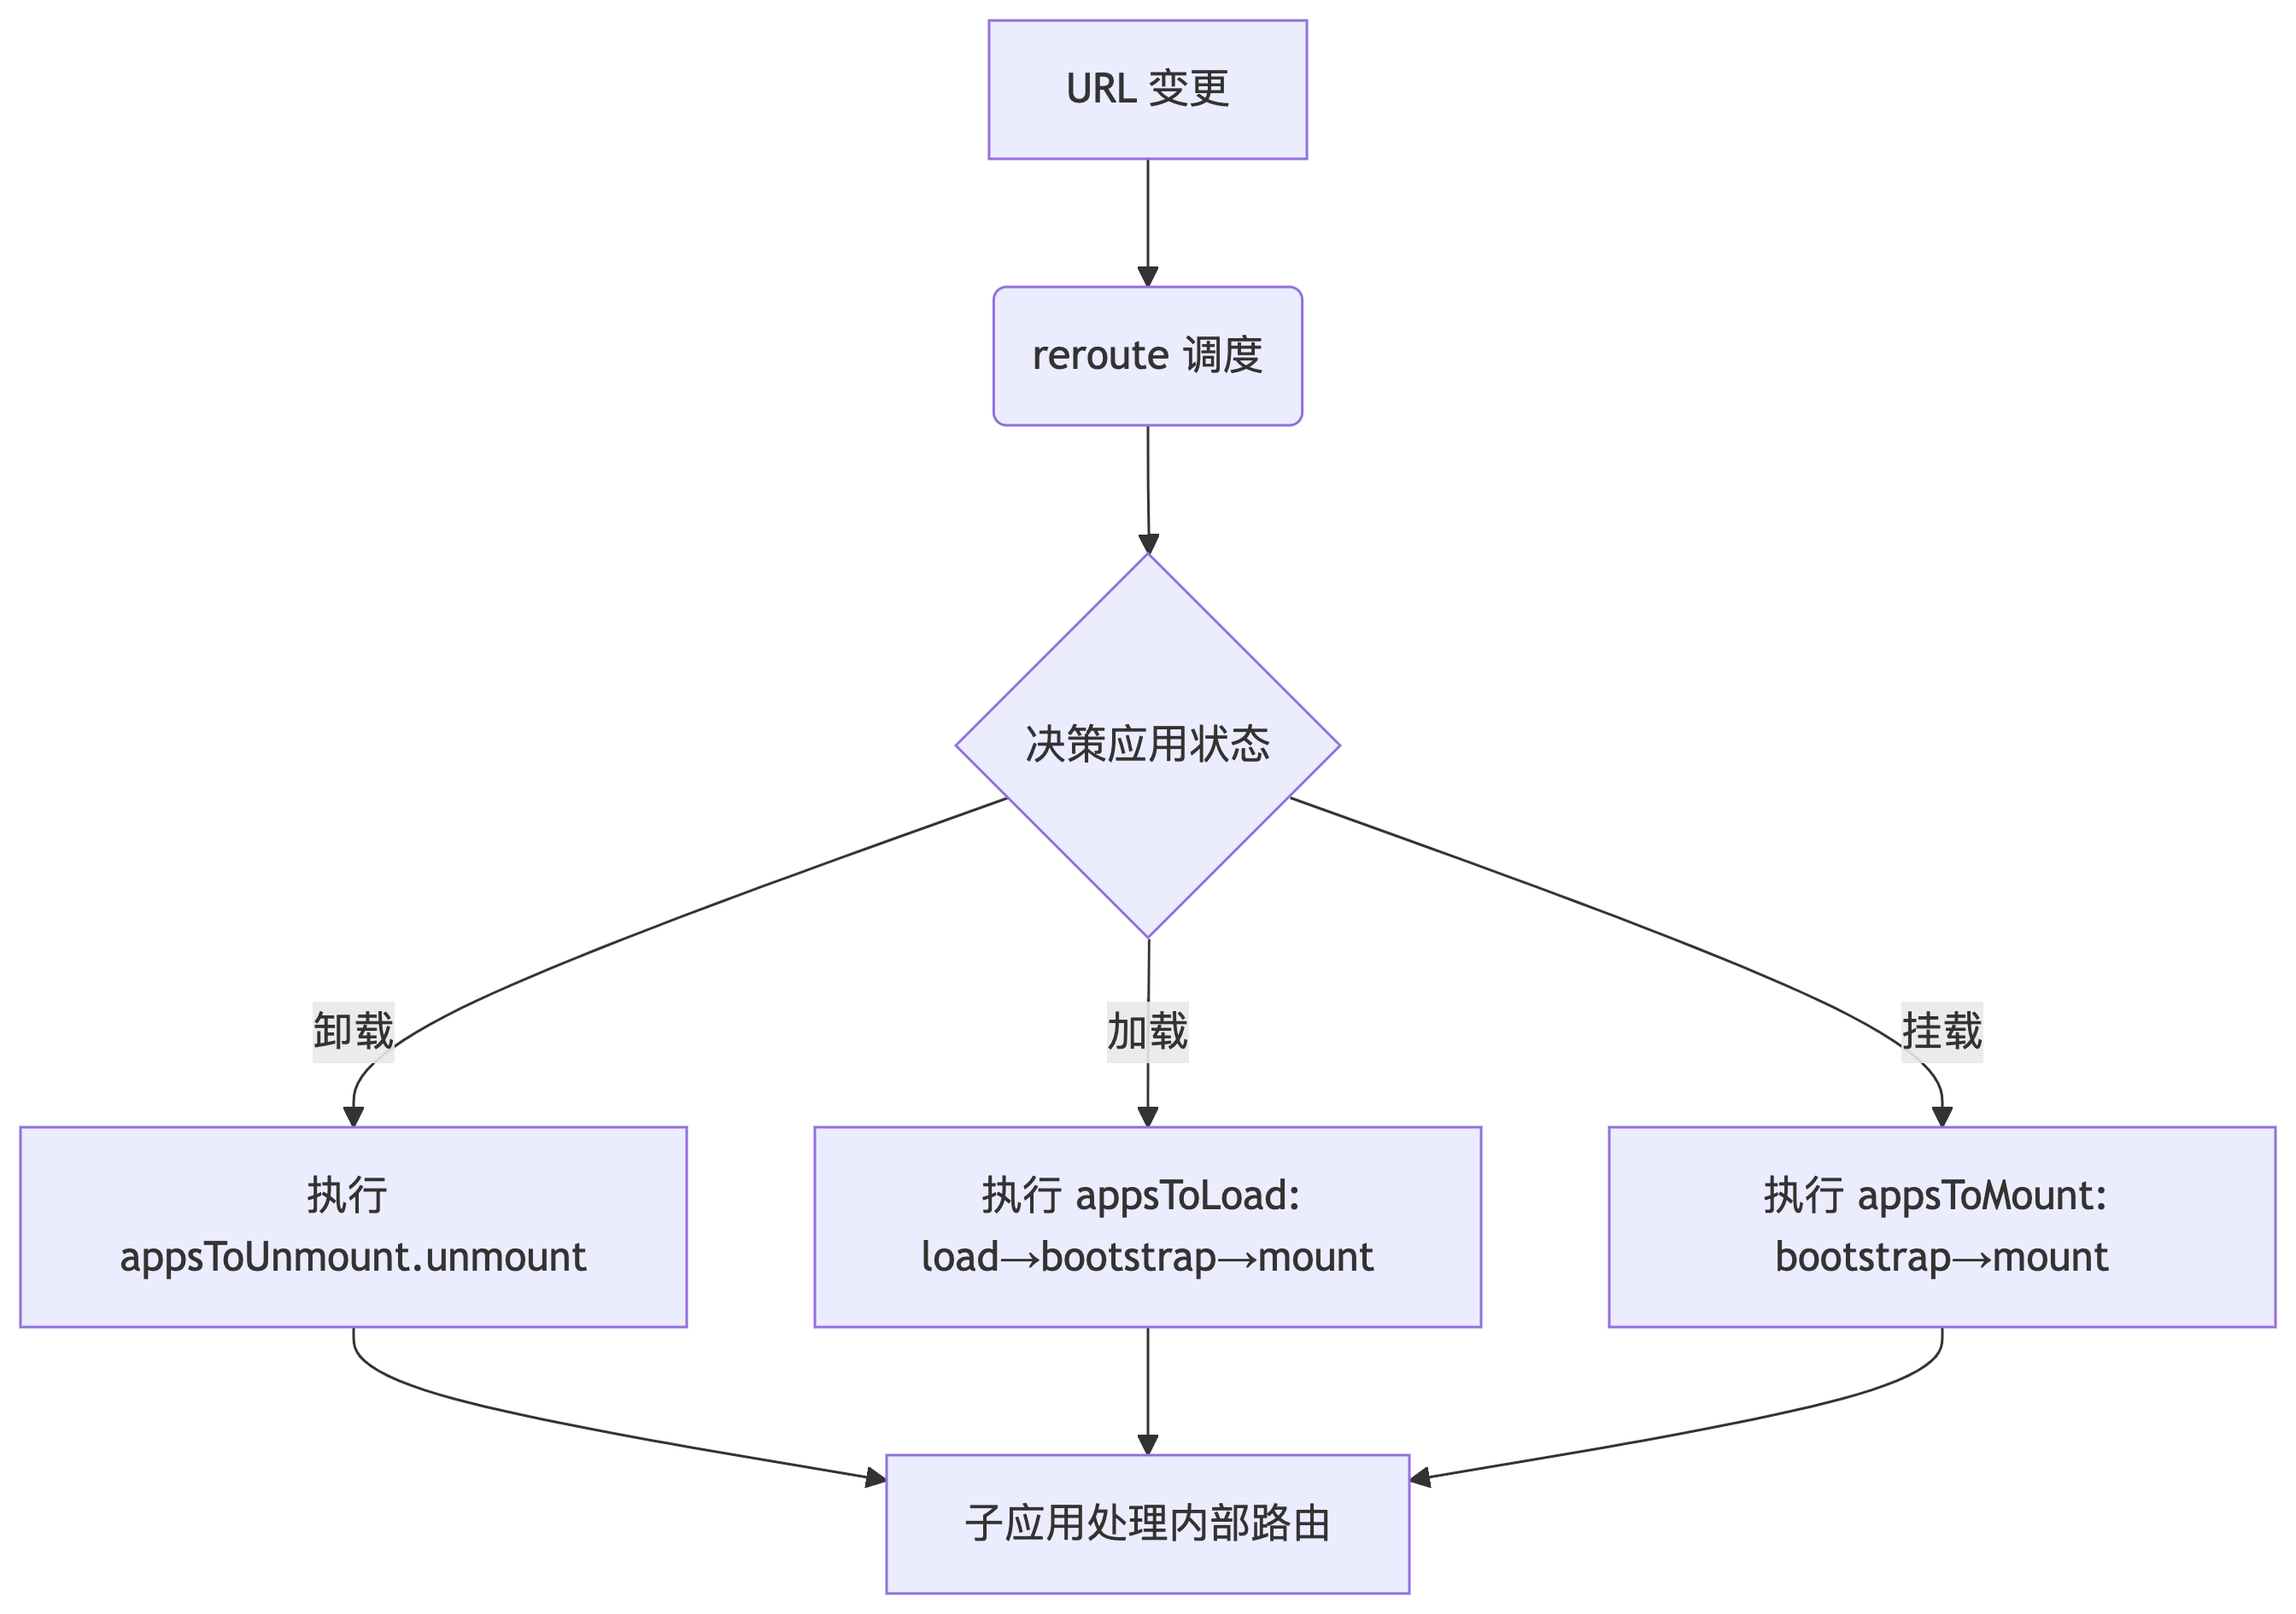 URL 变更
reroute 调度
决策应用状态
卸载
加载
挂载
执行
appsToUnmount.unmount
执行 appsToLoad:
load→bootstrap→mount
执行 appsToMount:
bootstrap→mount
子应用处理内部路由